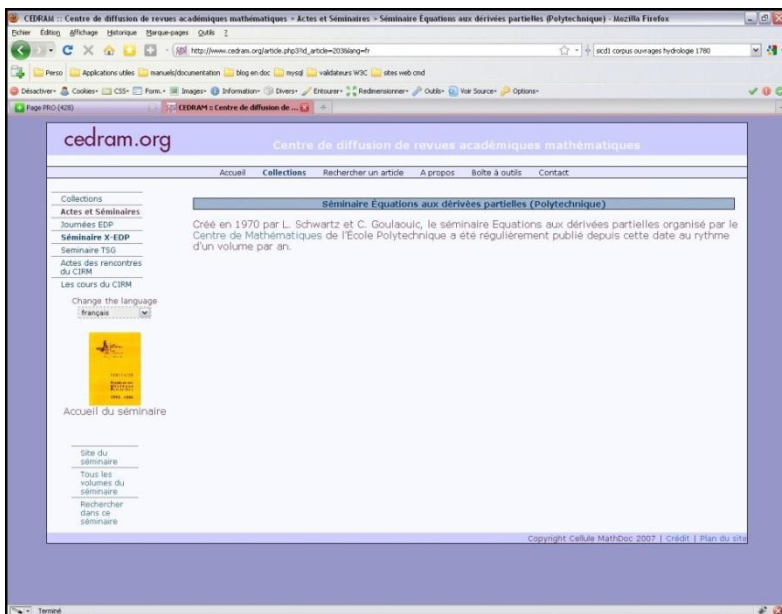 CEDRAM :: Centre de diffusion de revues académiques mathématiques - Actes et Séminaires - Séminaire Équations aux dérivées partielles (Polytechnique) - Mozilla Firefox
Fichier Édition Affichage Historique Marque-pages Outils ?
http://www.cedram.org/article.php3?id_article=203&lang=fr
scd1 corpus ouvrages hydrologie 1780
Perso Applications utiles manuels/documentation blog en doc mysql validateurs W3C sites web cmd
Désactiver Cookies CSS Form. Images Information Divers Entourer Redimensionner Outils Voir Source Options
Page PRO (428)
CEDRAM :: Centre de diffusion de ...
cedram.org
Centre de diffusion de revues académiques mathématiques
Accueil Collections Rechercher un article A propos Boîte à outils Contact
Collections
Actes et Séminaires
Journées EDP
Séminaire X-EDP
Seminaire TSG
Actes des rencontres
du CIRM
Les cours du CIRM
Change the language
français
Accueil du séminaire
Site du
séminaire
Tous les
volumes du
séminaire
Rechercher
dans ce
séminaire
Séminaire Équations aux dérivées partielles (Polytechnique)
Créé en 1970 par L. Schwartz et C. Goulaouic, le séminaire Equations aux dérivées partielles organisé par le
Centre de Mathématiques de l'École Polytechnique a été régulièrement publié depuis cette date au rythme
d'un volume par an.
Copyright Cellule MathDoc 2007 | Crédit | Plan du site
Terminé